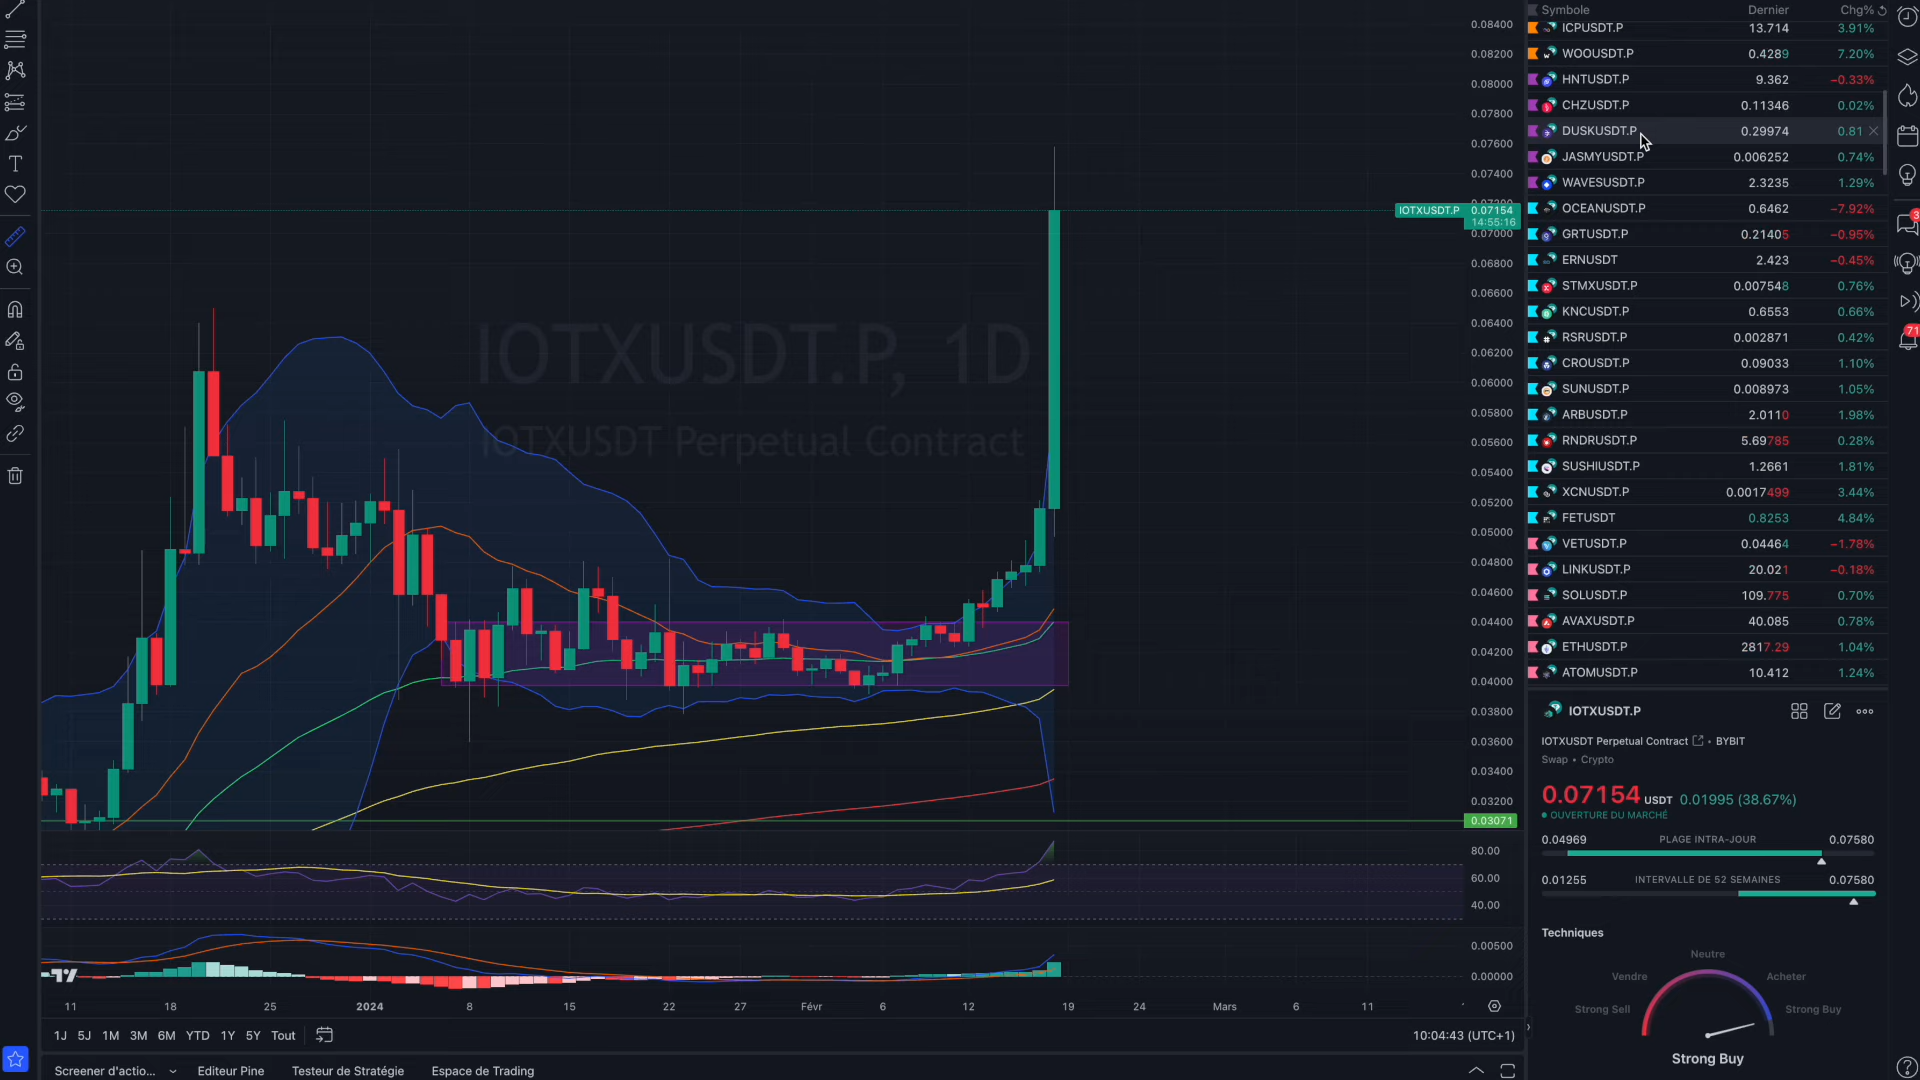 Symbole Dernier Chg%
ICPUSDT.P 13.714 3.91%
WOOUSDT.P 0.4289 7.20%
HNTUSDT.P 9.362 −0.33%
CHZUSDT.P 0.11346 0.02%
DUSKUSDT.P 0.29974 0.81
JASMYUSDT.P 0.006252 0.74%
WAVESUSDT.P 2.3235 1.29%
OCEANUSDT.P 0.6462 −7.92%
GRTUSDT.P 0.21405 −0.95%
ERNUSDT 2.423 −0.45%
STMXUSDT.P 0.007548 0.76%
KNCUSDT.P 0.6553 0.66%
RSRUSDT.P 0.002871 0.42%
CROUSDT.P 0.09033 1.10%
SUNUSDT.P 0.008973 1.05%
ARBUSDT.P 2.0110 1.98%
RNDRUSDT.P 5.69785 0.28%
SUSHIUSDT.P 1.2661 1.81%
XCNUSDT.P 0.0017499 3.44%
FETUSDT 0.8253 4.84%
VETUSDT.P 0.04464 −1.78%
LINKUSDT.P 20.021 −0.18%
SOLUSDT.P 109.775 0.70%
AVAXUSDT.P 40.085 0.78%
ETHUSDT.P 2817.29 1.04%
ATOMUSDT.P 10.412 1.24%
3
71
IOTXUSDT.P
IOTXUSDT Perpetual Contract • BYBIT
Swap • Crypto
0.07154 USDT 0.01995 (38.67%)
OUVERTURE DU MARCHÉ
0.04969 PLAGE INTRA-JOUR 0.07580
0.01255 INTERVALLE DE 52 SEMAINES 0.07580
Techniques
Neutre
Vendre Acheter
Strong Sell Strong Buy
Strong Buy
IOTXUSDT.P, 1D
IOTXUSDT Perpetual Contract
0.08400
0.08200
0.08000
0.07800
0.07600
0.07400
IOTXUSDT.P 0.07154
14:55:16
0.07000
0.06800
0.06600
0.06400
0.06200
0.06000
0.05800
0.05600
0.05400
0.05200
0.05000
0.04800
0.04600
0.04400
0.04200
0.04000
0.03800
0.03600
0.03400
0.03200
0.03071
80.00
60.00
40.00
0.00500
0.00000
11 18 25 2024 8 15 22 27 Févr 6 12 19 24 Mars 6 11
1J 5J 1M 3M 6M YTD 1Y 5Y Tout
10:04:43 (UTC+1)
Screener d'actio... Editeur Pine Testeur de Stratégie Espace de Trading